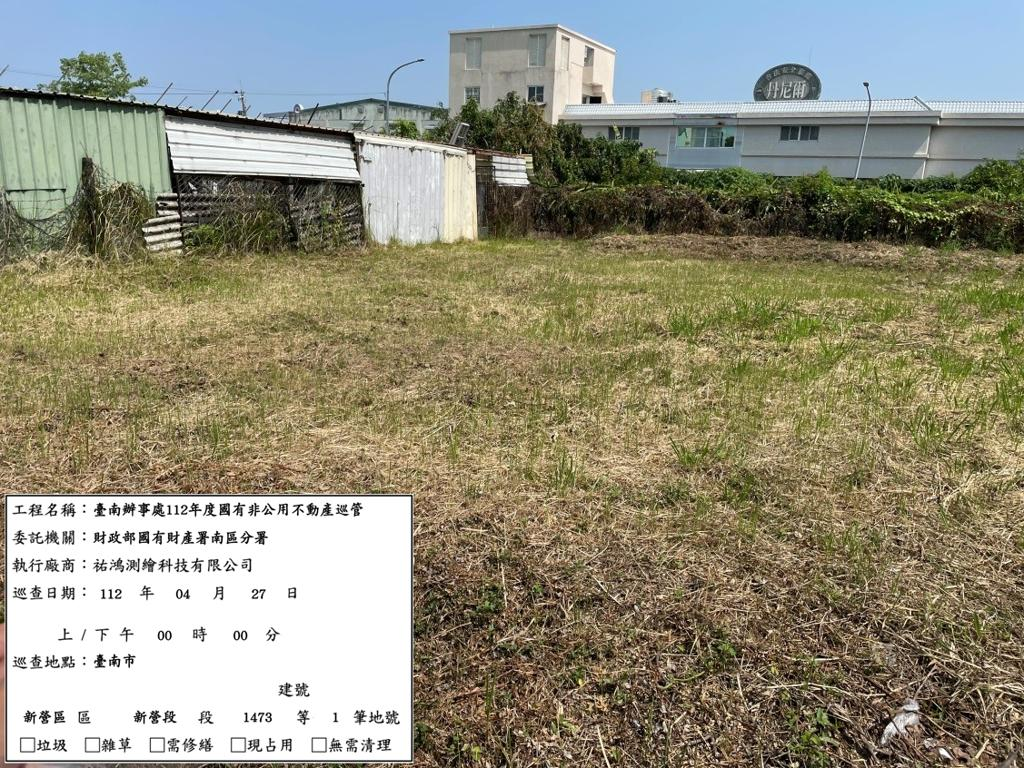 丹尼爾
工程名稱：臺南辦事處112年度國有非公用不動產巡管
委託機關：財政部國有財產署南區分署
執行廠商：祐鴻測繪科技有限公司
巡查日期： 112 年 04 月 27 日
上 / 下 午 00 時 00 分
巡查地點：臺南市
建號
新營區 區 新營段 段 1473 等 1 筆地號
□垃圾 □雜草 □需修繕 □現占用 □無需清理